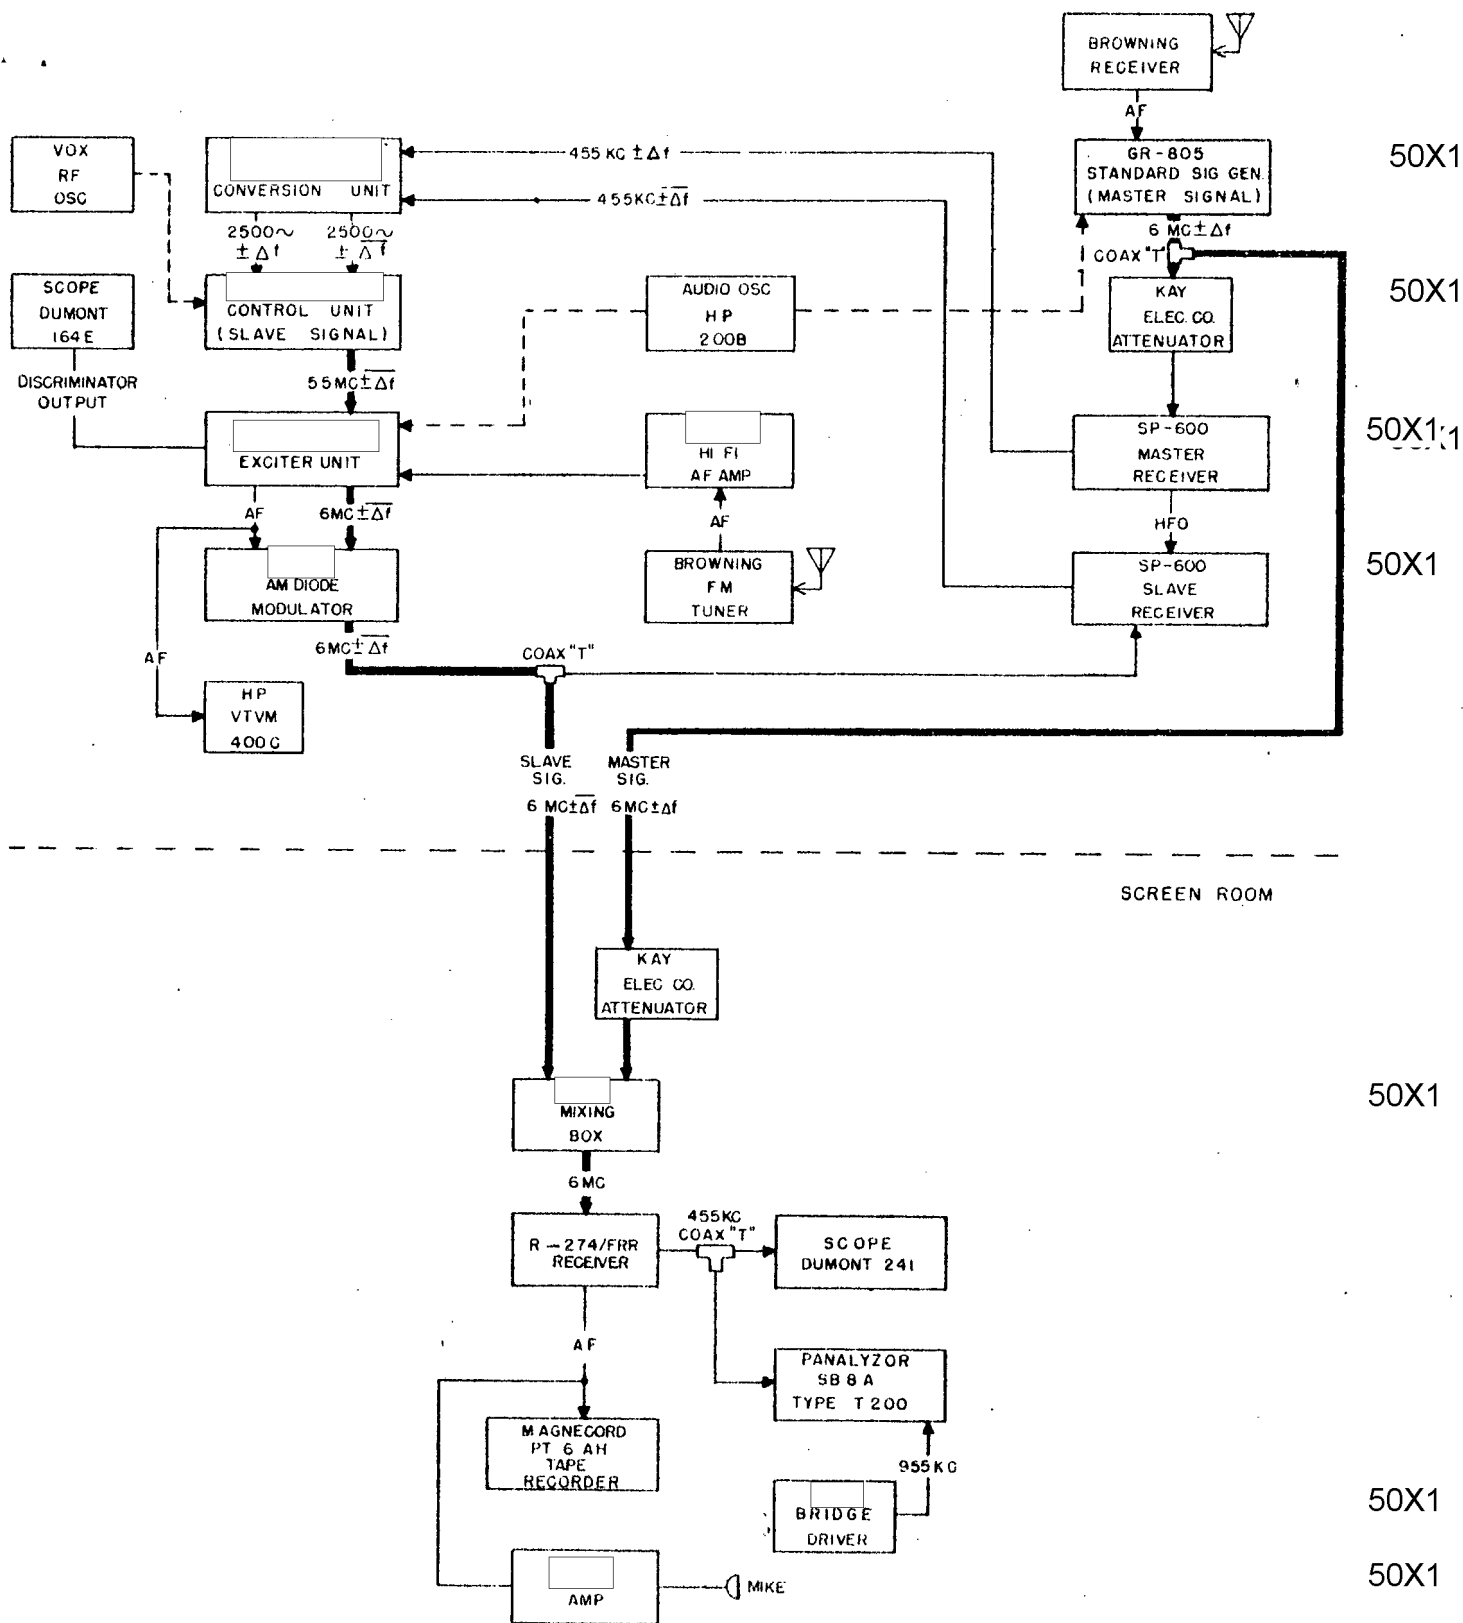 BROWNING
RECEIVER
AF
VOX
RF
OSC
CONVERSION UNIT
455 KC ± Δf
455KC ± Δf
GR-805
STANDARD SIG GEN.
(MASTER SIGNAL)
50X1
2500~
± Δf
2500~
± Δf
6 MC ± Δf
COAX "T"
SCOPE
DUMONT
164E
CONTROL UNIT
(SLAVE SIGNAL)
AUDIO OSC
HP
200B
KAY
ELEC. CO.
ATTENUATOR
50X1
DISCRIMINATOR
OUTPUT
5.5MC ± Δf
EXCITER UNIT
HI FI
AF AMP
SP-600
MASTER
RECEIVER
50X1
AF
6MC ± Δf
AF
HFO
AM DIODE
MODULATOR
BROWNING
FM
TUNER
SP-600
SLAVE
RECEIVER
50X1
6MC ± Δf
COAX "T"
AF
HP
VTVM
400C
SLAVE
SIG.
6 MC ± Δf
MASTER
SIG.
6MC ± Δf
SCREEN ROOM
KAY
ELEC CO.
ATTENUATOR
MIXING
BOX
50X1
6MC
R-274/FRR
RECEIVER
455KC
COAX "T"
SCOPE
DUMONT 241
AF
PANALYZOR
SB 8 A
TYPE T 200
MAGNECORD
PT 6 AH
TAPE
RECORDER
955KC
BRIDGE
DRIVER
50X1
AMP
MIKE
50X1